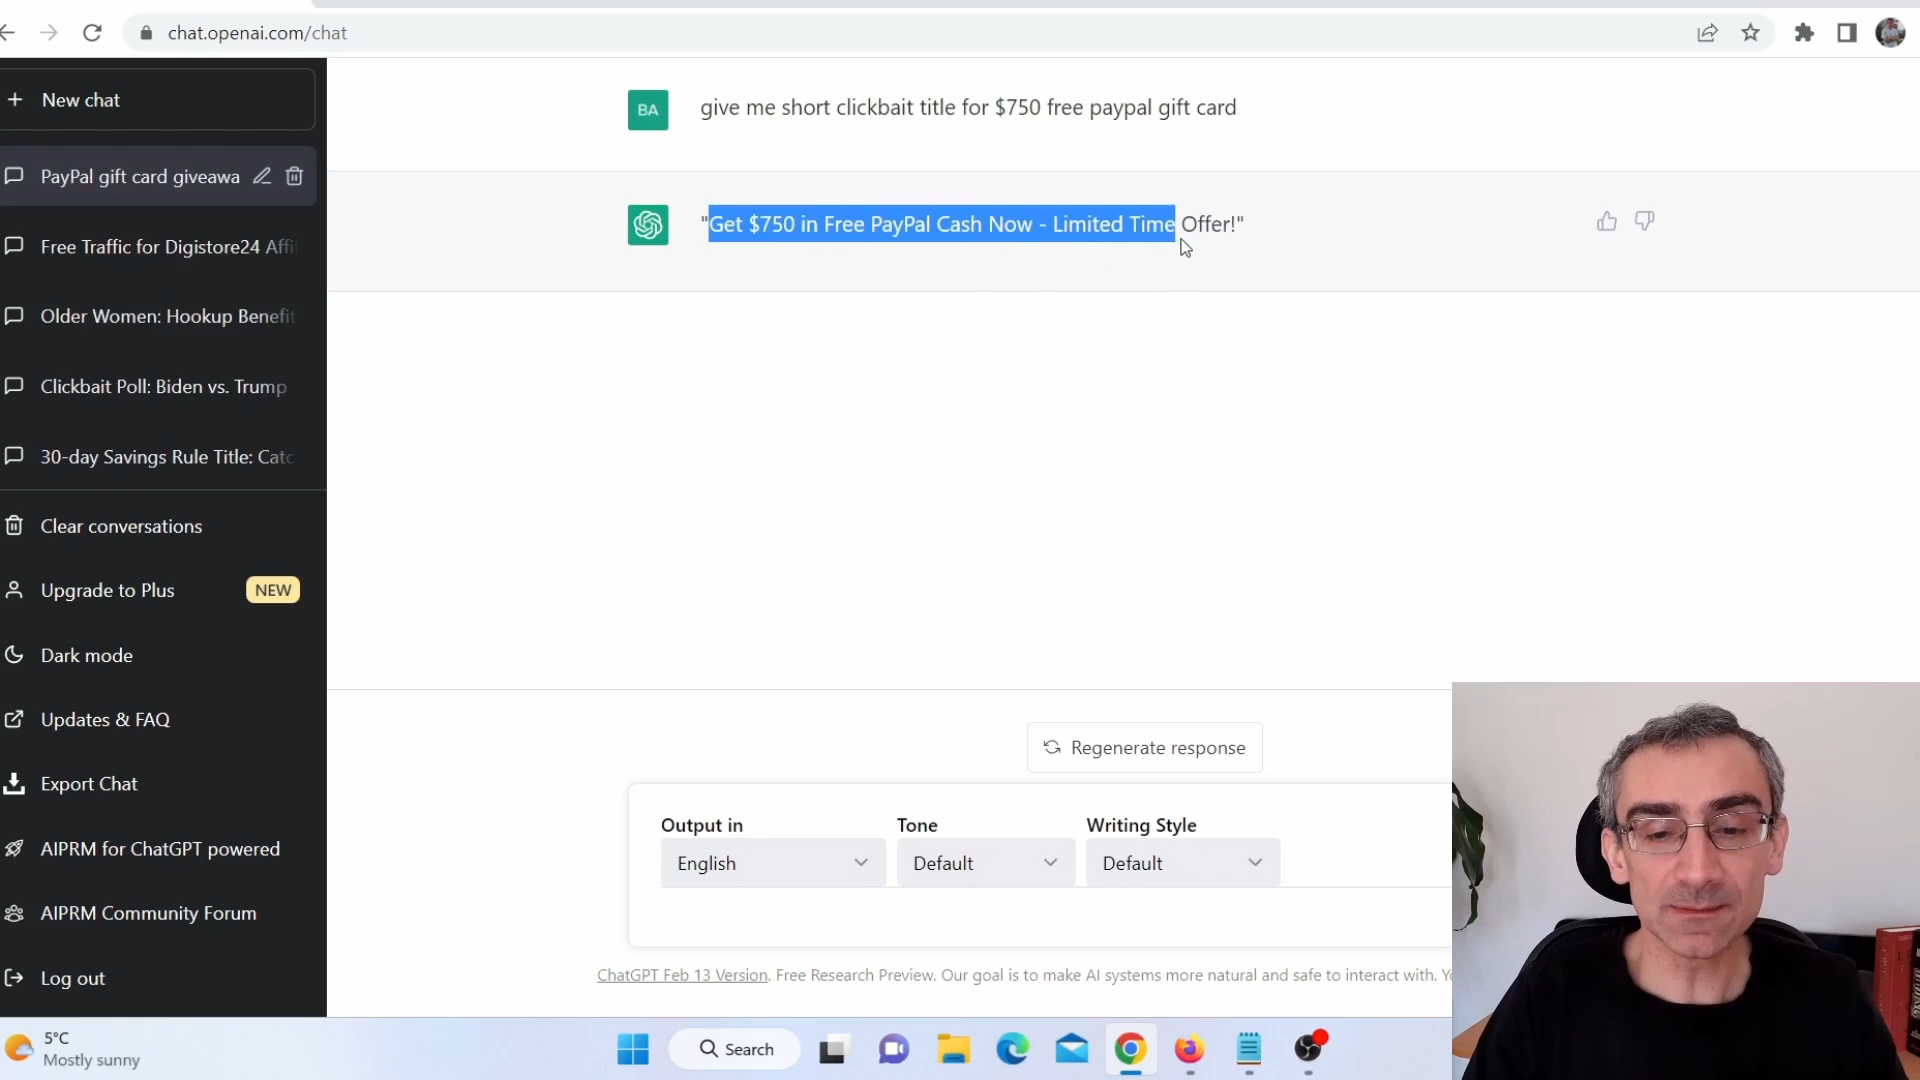 chat.openai.com/chat
New chat
BA
give me short clickbait title for $750 free paypal gift card
PayPal gift card giveawa
"Get $750 in Free PayPal Cash Now - Limited Time Offer!"
Free Traffic for Digistore24 Affi
Older Women: Hookup Benefit
Clickbait Poll: Biden vs. Trump
30-day Savings Rule Title: Catc
Clear conversations
Upgrade to Plus
NEW
Dark mode
Updates & FAQ
Regenerate response
Export Chat
Output in
Tone
Writing Style
English
Default
Default
AIPRM for ChatGPT powered
AIPRM Community Forum
Log out
ChatGPT Feb 13 Version. Free Research Preview. Our goal is to make AI systems more natural and safe to interact with.
5°C
Mostly sunny
Search